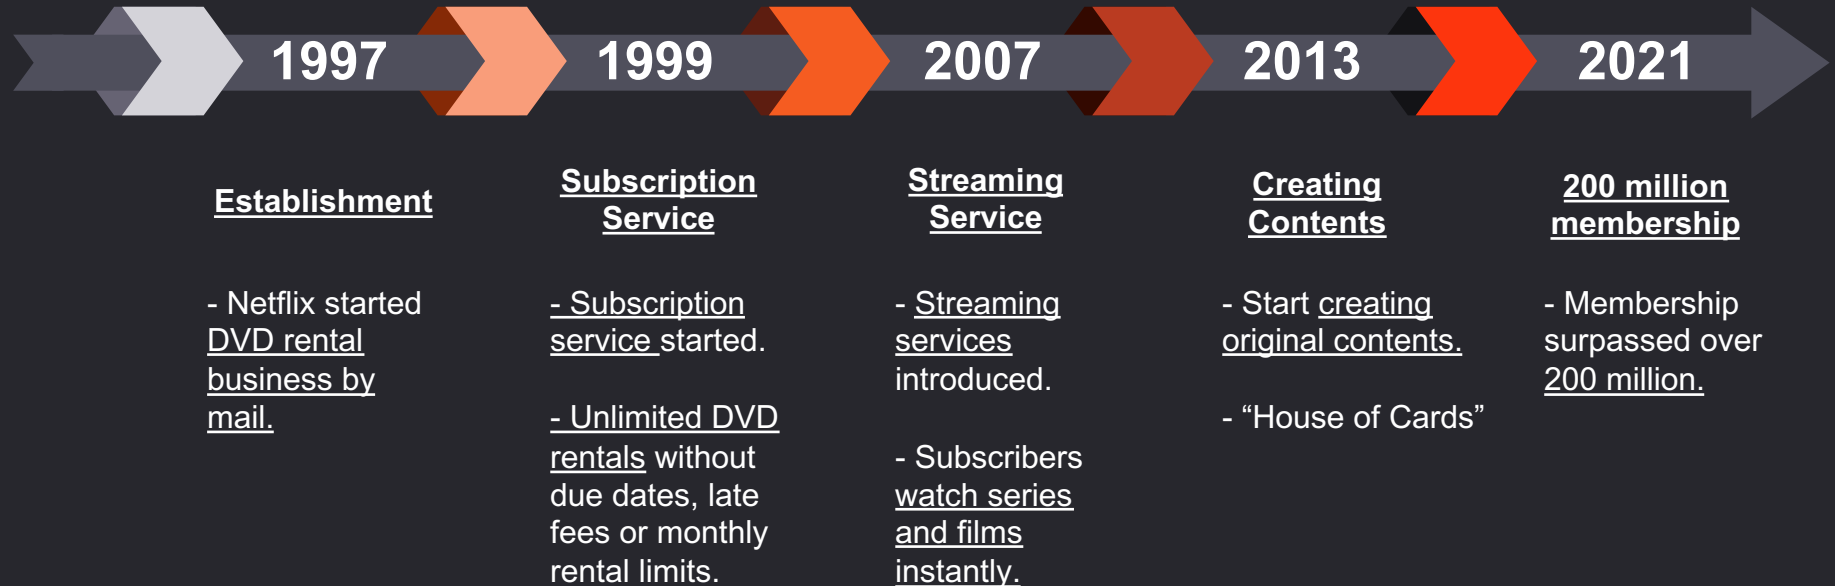 1997
1999
2007
2013
2021
Establishment
- Netflix started
DVD rental
business by
mail.
Subscription
Service
- Subscription
service started.
- Unlimited DVD
rentals without
due dates, late
fees or monthly
rental limits.
Streaming
Service
- Streaming
services
introduced.
- Subscribers
watch series
and films
instantly.
Creating
Contents
- Start creating
original contents.
- “House of Cards”
200 million
membership
- Membership
surpassed over
200 million.